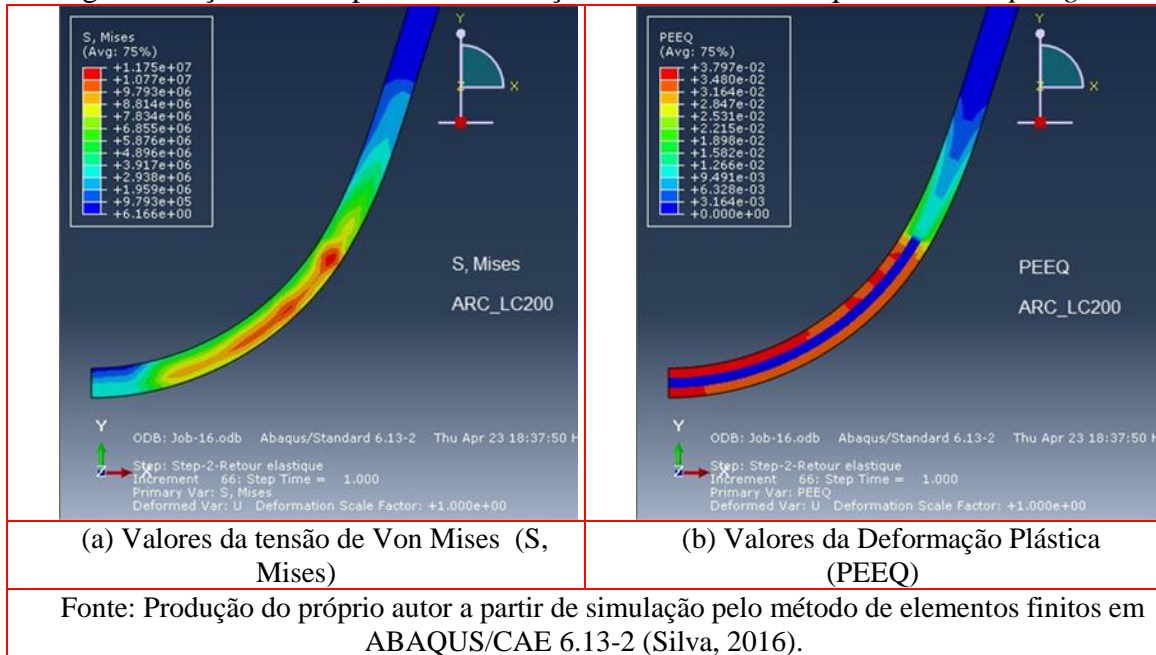 S, Mises
(Avg: 75%)
+1.175e+07
+1.077e+07
+9.793e+06
+8.814e+06
+7.834e+06
+6.855e+06
+5.876e+06
+4.896e+06
+3.917e+06
+2.938e+06
+1.959e+06
+9.793e+05
+6.166e+00
Y
X
S, Mises
ARC_LC200
Y
ODB: Job-16.odb Abaqus/Standard 6.13-2 Thu Apr 23 18:37:50
X
Step: Step-2-Retour elastique
Increment 66: Step Time = 1.000
Primary Var: S, Mises
Deformed Var: U Deformation Scale Factor: +1.000e+00
PEEQ
(Avg: 75%)
+3.797e-02
+3.480e-02
+3.164e-02
+2.847e-02
+2.531e-02
+2.215e-02
+1.898e-02
+1.582e-02
+1.266e-02
+9.491e-03
+6.328e-03
+3.164e-03
+0.000e+00
Y
X
PEEQ
ARC_LC200
Y
ODB: Job-16.odb Abaqus/Standard 6.13-2 Thu Apr 23 18:37:50
X
Step: Step-2-Retour elastique
Increment 66: Step Time = 1.000
Primary Var: PEEQ
Deformed Var: U Deformation Scale Factor: +1.000e+00
(a) Valores da tensão de Von Mises (S,
Mises)
(b) Valores da Deformação Plástica
(PEEQ)
Fonte: Produção do próprio autor a partir de simulação pelo método de elementos finitos em
ABAQUS/CAE 6.13-2 (Silva, 2016).